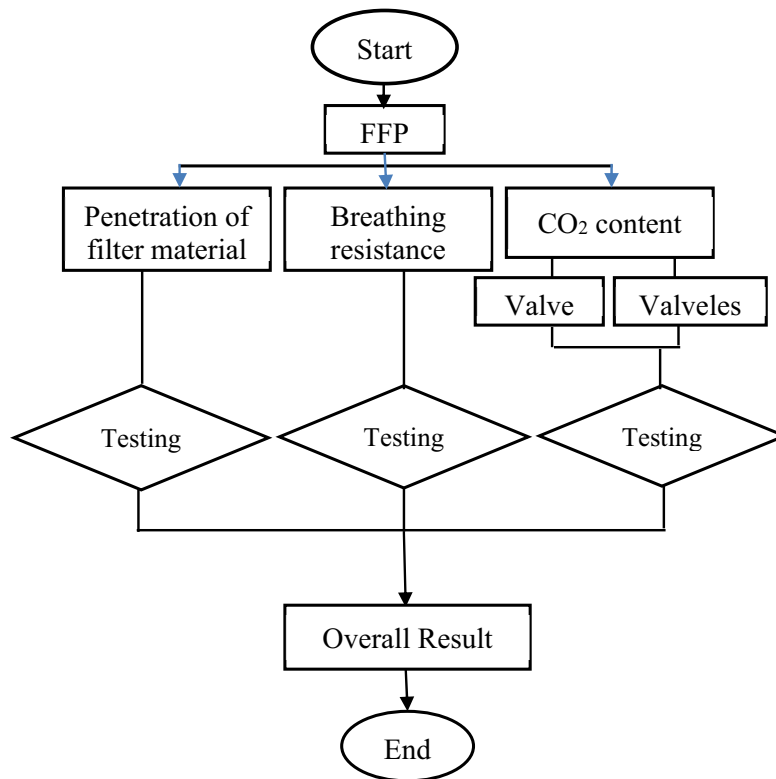 Start
FFP
Penetration of
filter material
Breathing
resistance
CO₂ content
Valve
Valveles
Testing
Testing
Testing
Overall Result
End